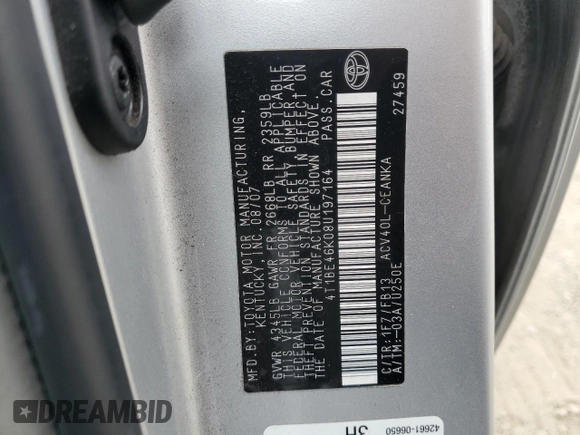 MFD.BY:TOYOTA MOTOR MANUFACTURING,
KENTUCKY, INC. 08/07
GVWR 4345LB GAWR FR 2668LB RR 2359LB
THIS VEHICLE CONFORMS TO ALL APPLICABLE
FEDERAL MOTOR VEHICLE SAFETY, BUMPER, AND
THEFT PREVENTION STANDARDS IN EFFECT ON
THE DATE OF MANUFACTURE SHOWN ABOVE.
4T1BE46K08U197164 PASS.CAR
C/TR:1F7/FB13 ACV40L-CEANKA
A/TM:-03A/U250E 27459
42661-06650
3H
DREAMBID